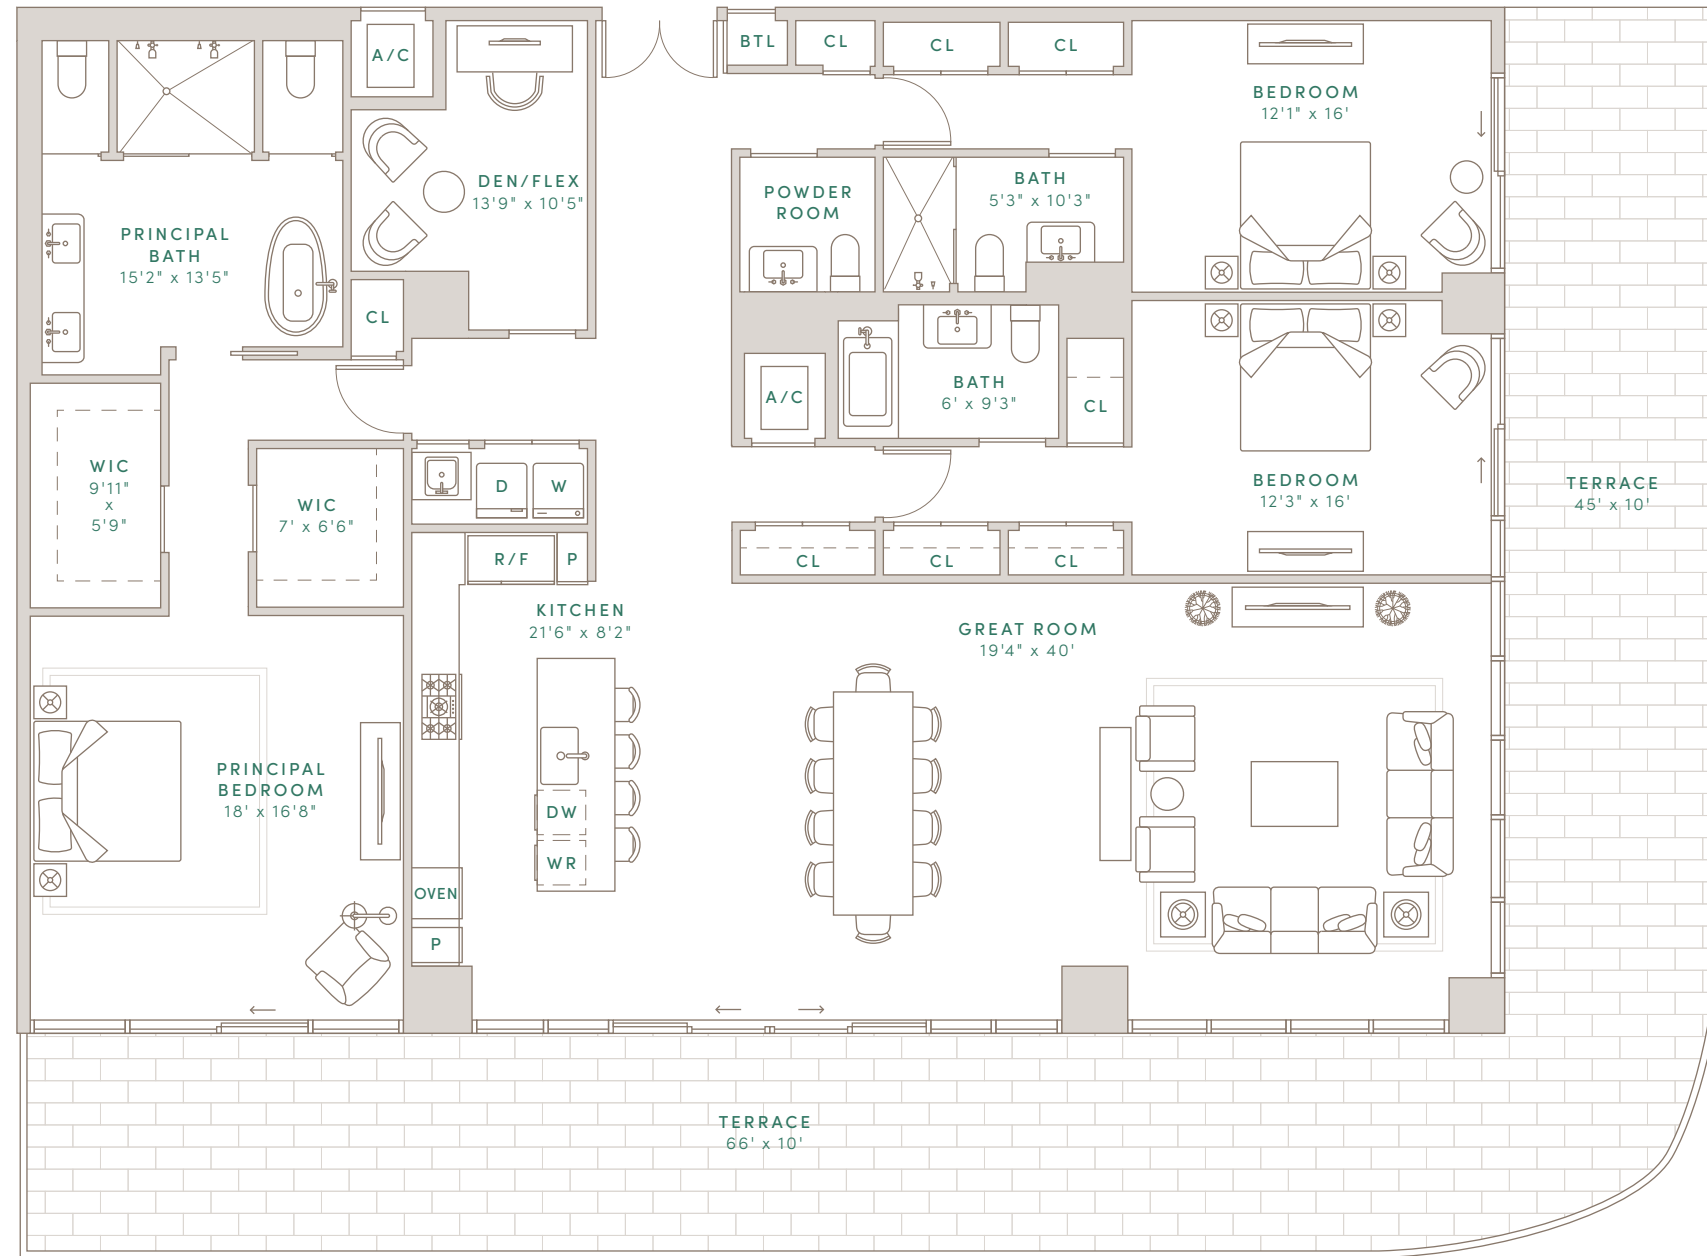 A/C
BTL
CL
CL
CL
BEDROOM
12'1" x 16'
DEN/FLEX
13'9" x 10'5"
POWDER
ROOM
BATH
5'3" x 10'3"
PRINCIPAL
BATH
15'2" x 13'5"
CL
A/C
BATH
6' x 9'3"
CL
WIC
9'11"
x
5'9"
WIC
7' x 6'6"
D
W
BEDROOM
12'3" x 16'
TERRACE
45' x 10'
R/F
P
CL
CL
CL
KITCHEN
21'6" x 8'2"
GREAT ROOM
19'4" x 40'
PRINCIPAL
BEDROOM
18' x 16'8"
DW
WR
OVEN
P
TERRACE
66' x 10'